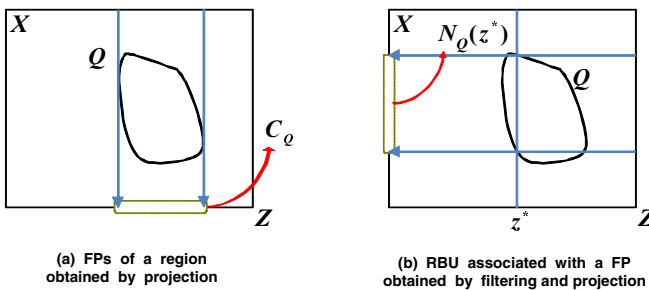 X
Q
C_Q
Z
(a) FPs of a region
obtained by projection
X
N_Q(z*)
Q
Z
z*
(b) RBU associated with a FP
obtained by filtering and projection